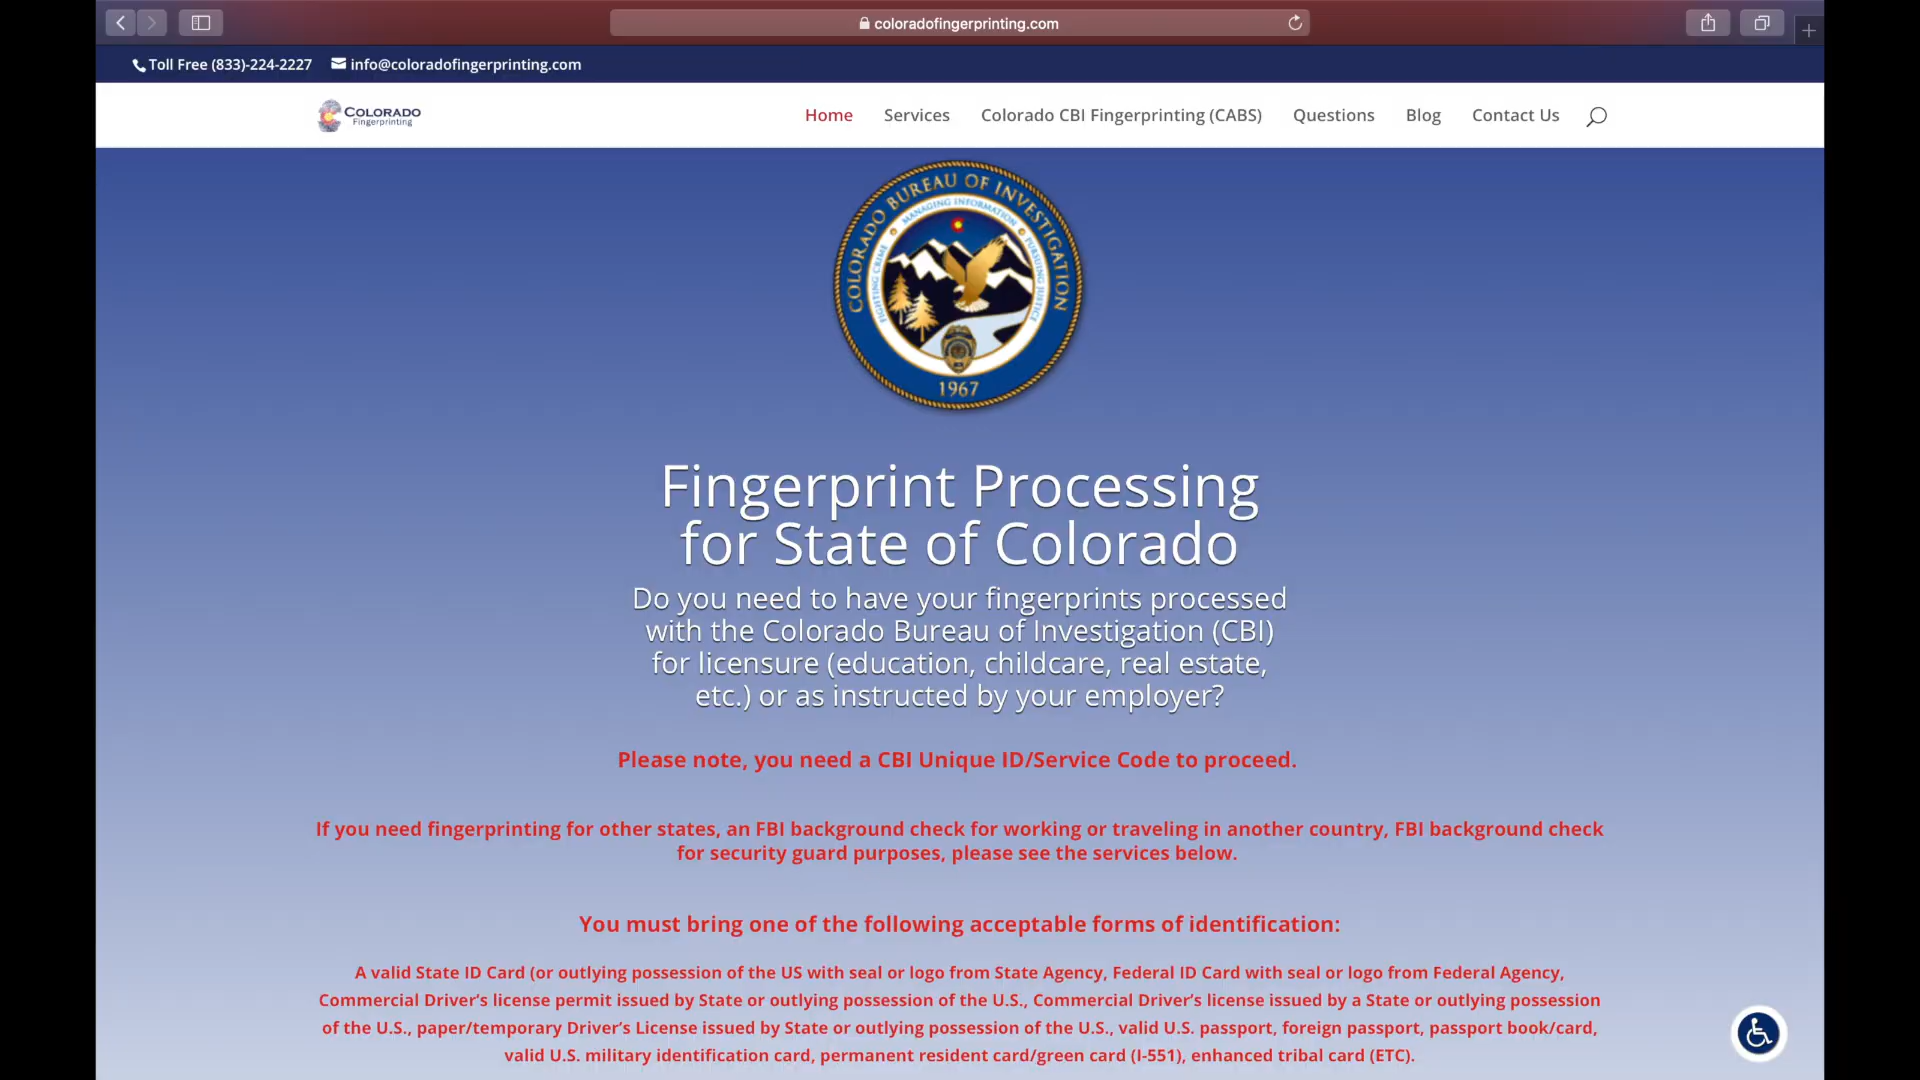 coloradofingerprinting.com
Toll Free (833)-224-2227 info@coloradofingerprinting.com
COLORADO
Fingerprinting
Home Services Colorado CBI Fingerprinting (CABS) Questions Blog Contact Us
COLORADO BUREAU OF INVESTIGATION
MANAGING INFORMATION
FIGHTING CRIME
PURSUING JUSTICE
1967
Fingerprint Processing
for State of Colorado
Do you need to have your fingerprints processed
with the Colorado Bureau of Investigation (CBI)
for licensure (education, childcare, real estate,
etc.) or as instructed by your employer?
Please note, you need a CBI Unique ID/Service Code to proceed.
If you need fingerprinting for other states, an FBI background check for working or traveling in another country, FBI background check
for security guard purposes, please see the services below.
You must bring one of the following acceptable forms of identification:
A valid State ID Card (or outlying possession of the US with seal or logo from State Agency, Federal ID Card with seal or logo from Federal Agency,
Commercial Driver’s license permit issued by State or outlying possession of the U.S., Commercial Driver’s license issued by a State or outlying possession
of the U.S., paper/temporary Driver’s License issued by State or outlying possession of the U.S., valid U.S. passport, foreign passport, passport book/card,
valid U.S. military identification card, permanent resident card/green card (I-551), enhanced tribal card (ETC).